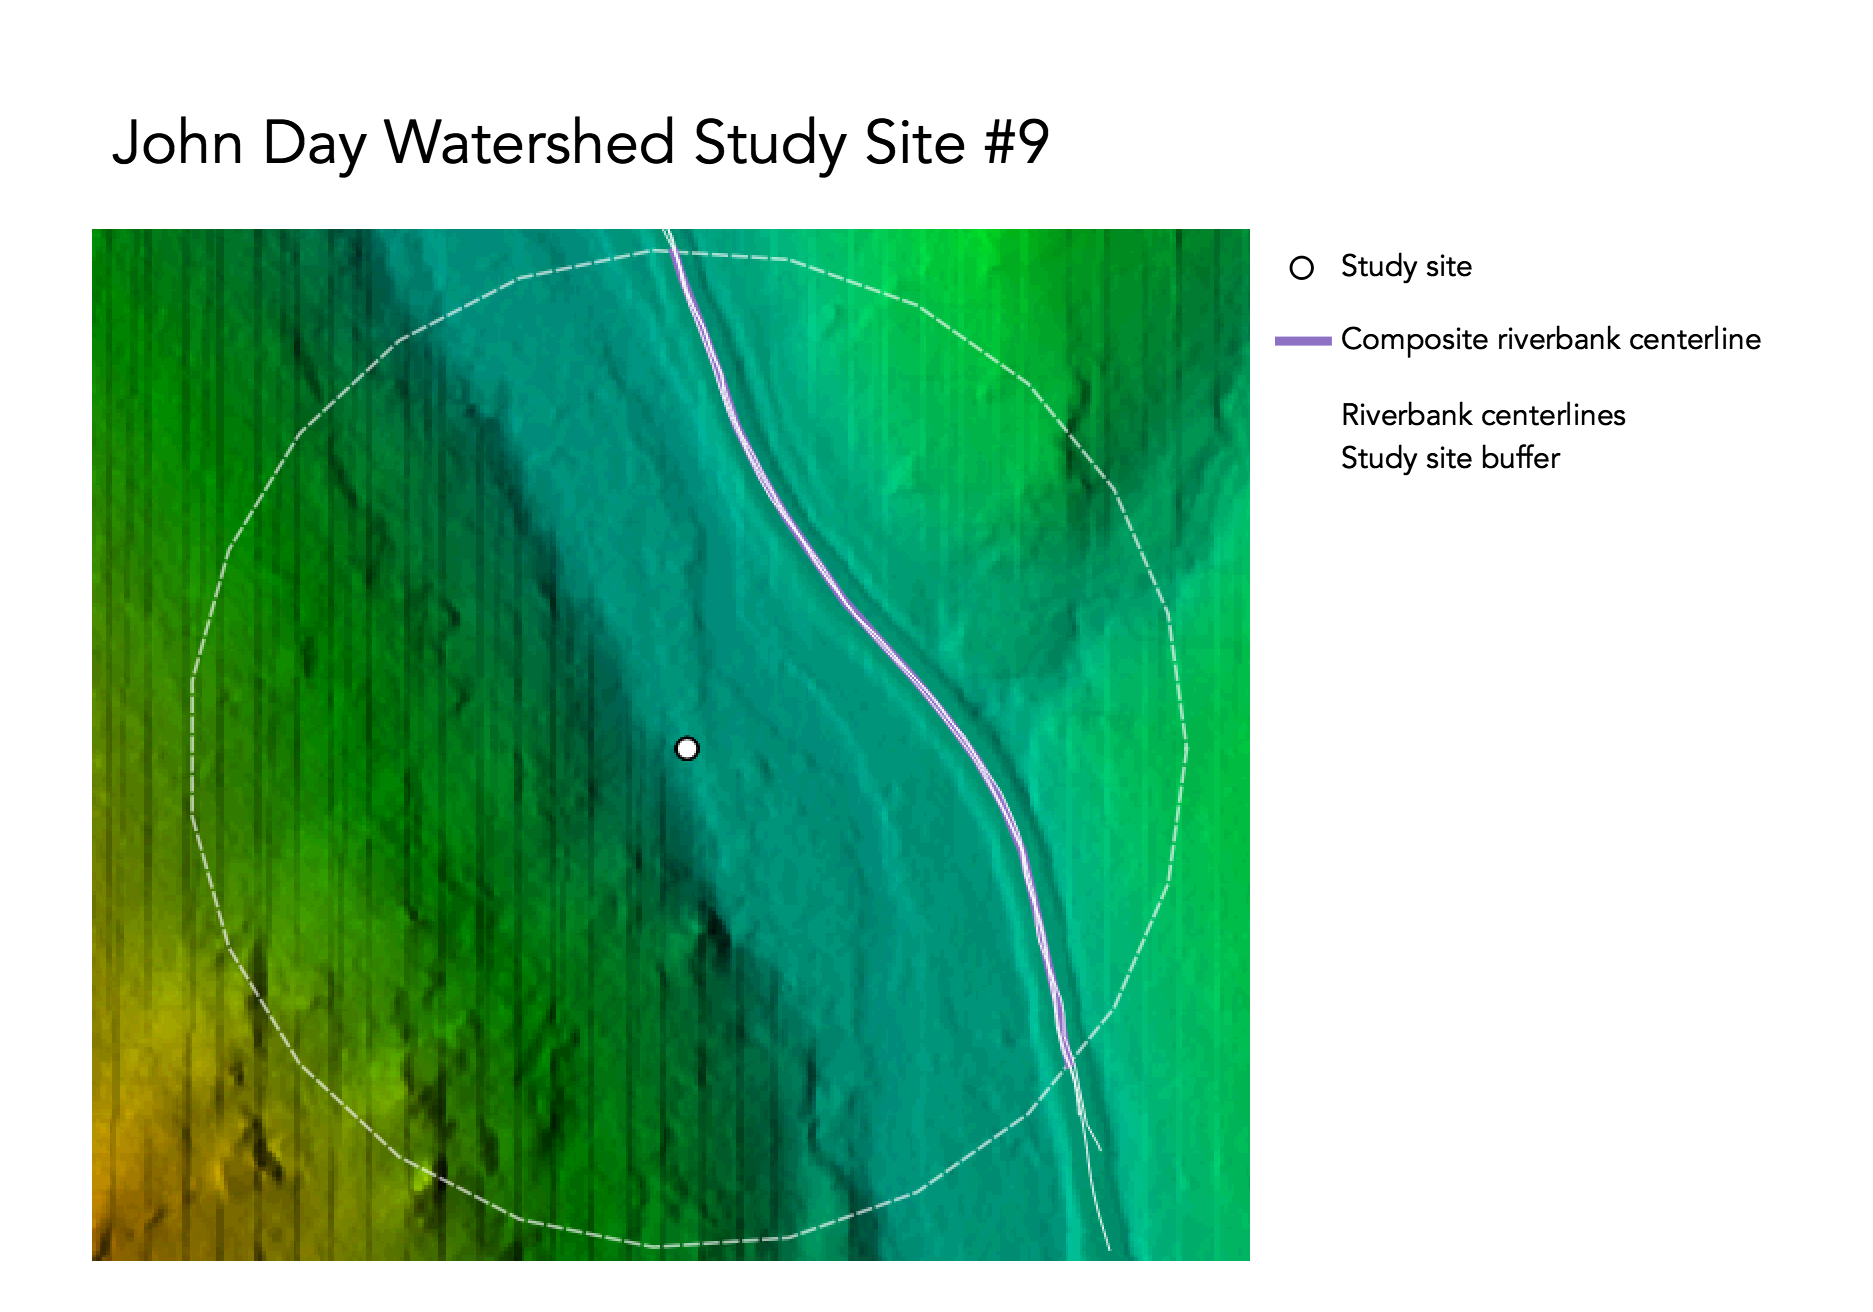 John Day Watershed Study Site #9
Study site
Composite riverbank centerline
Riverbank centerlines
Study site buffer